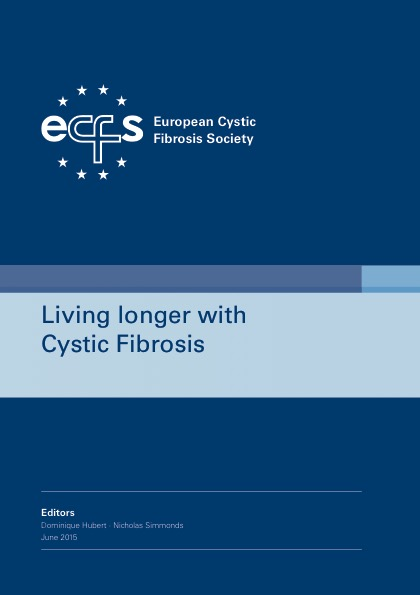 ecfs
European Cystic
Fibrosis Society
Living longer with
Cystic Fibrosis
Editors
Dominique Hubert · Nicholas Simmonds
June 2015